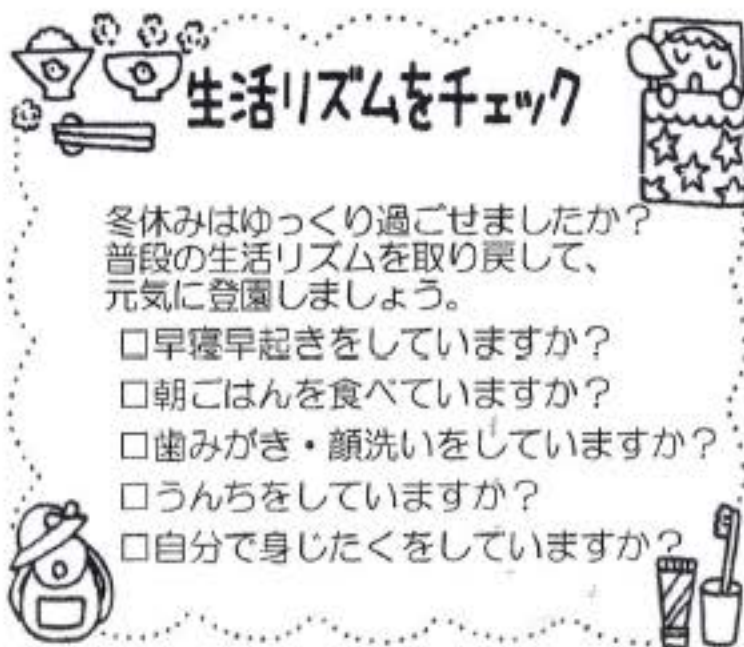 生活リズムをチェック
冬休みはゆっくり過ごせましたか？
普段の生活リズムを取り戻して、
元気に登園しましょう。
□早寝早起きをしていますか？
□朝ごはんを食べていますか？
□歯みがき・顔洗いをしていますか？
□うんちをしていますか？
□自分で身じたくをしていますか？